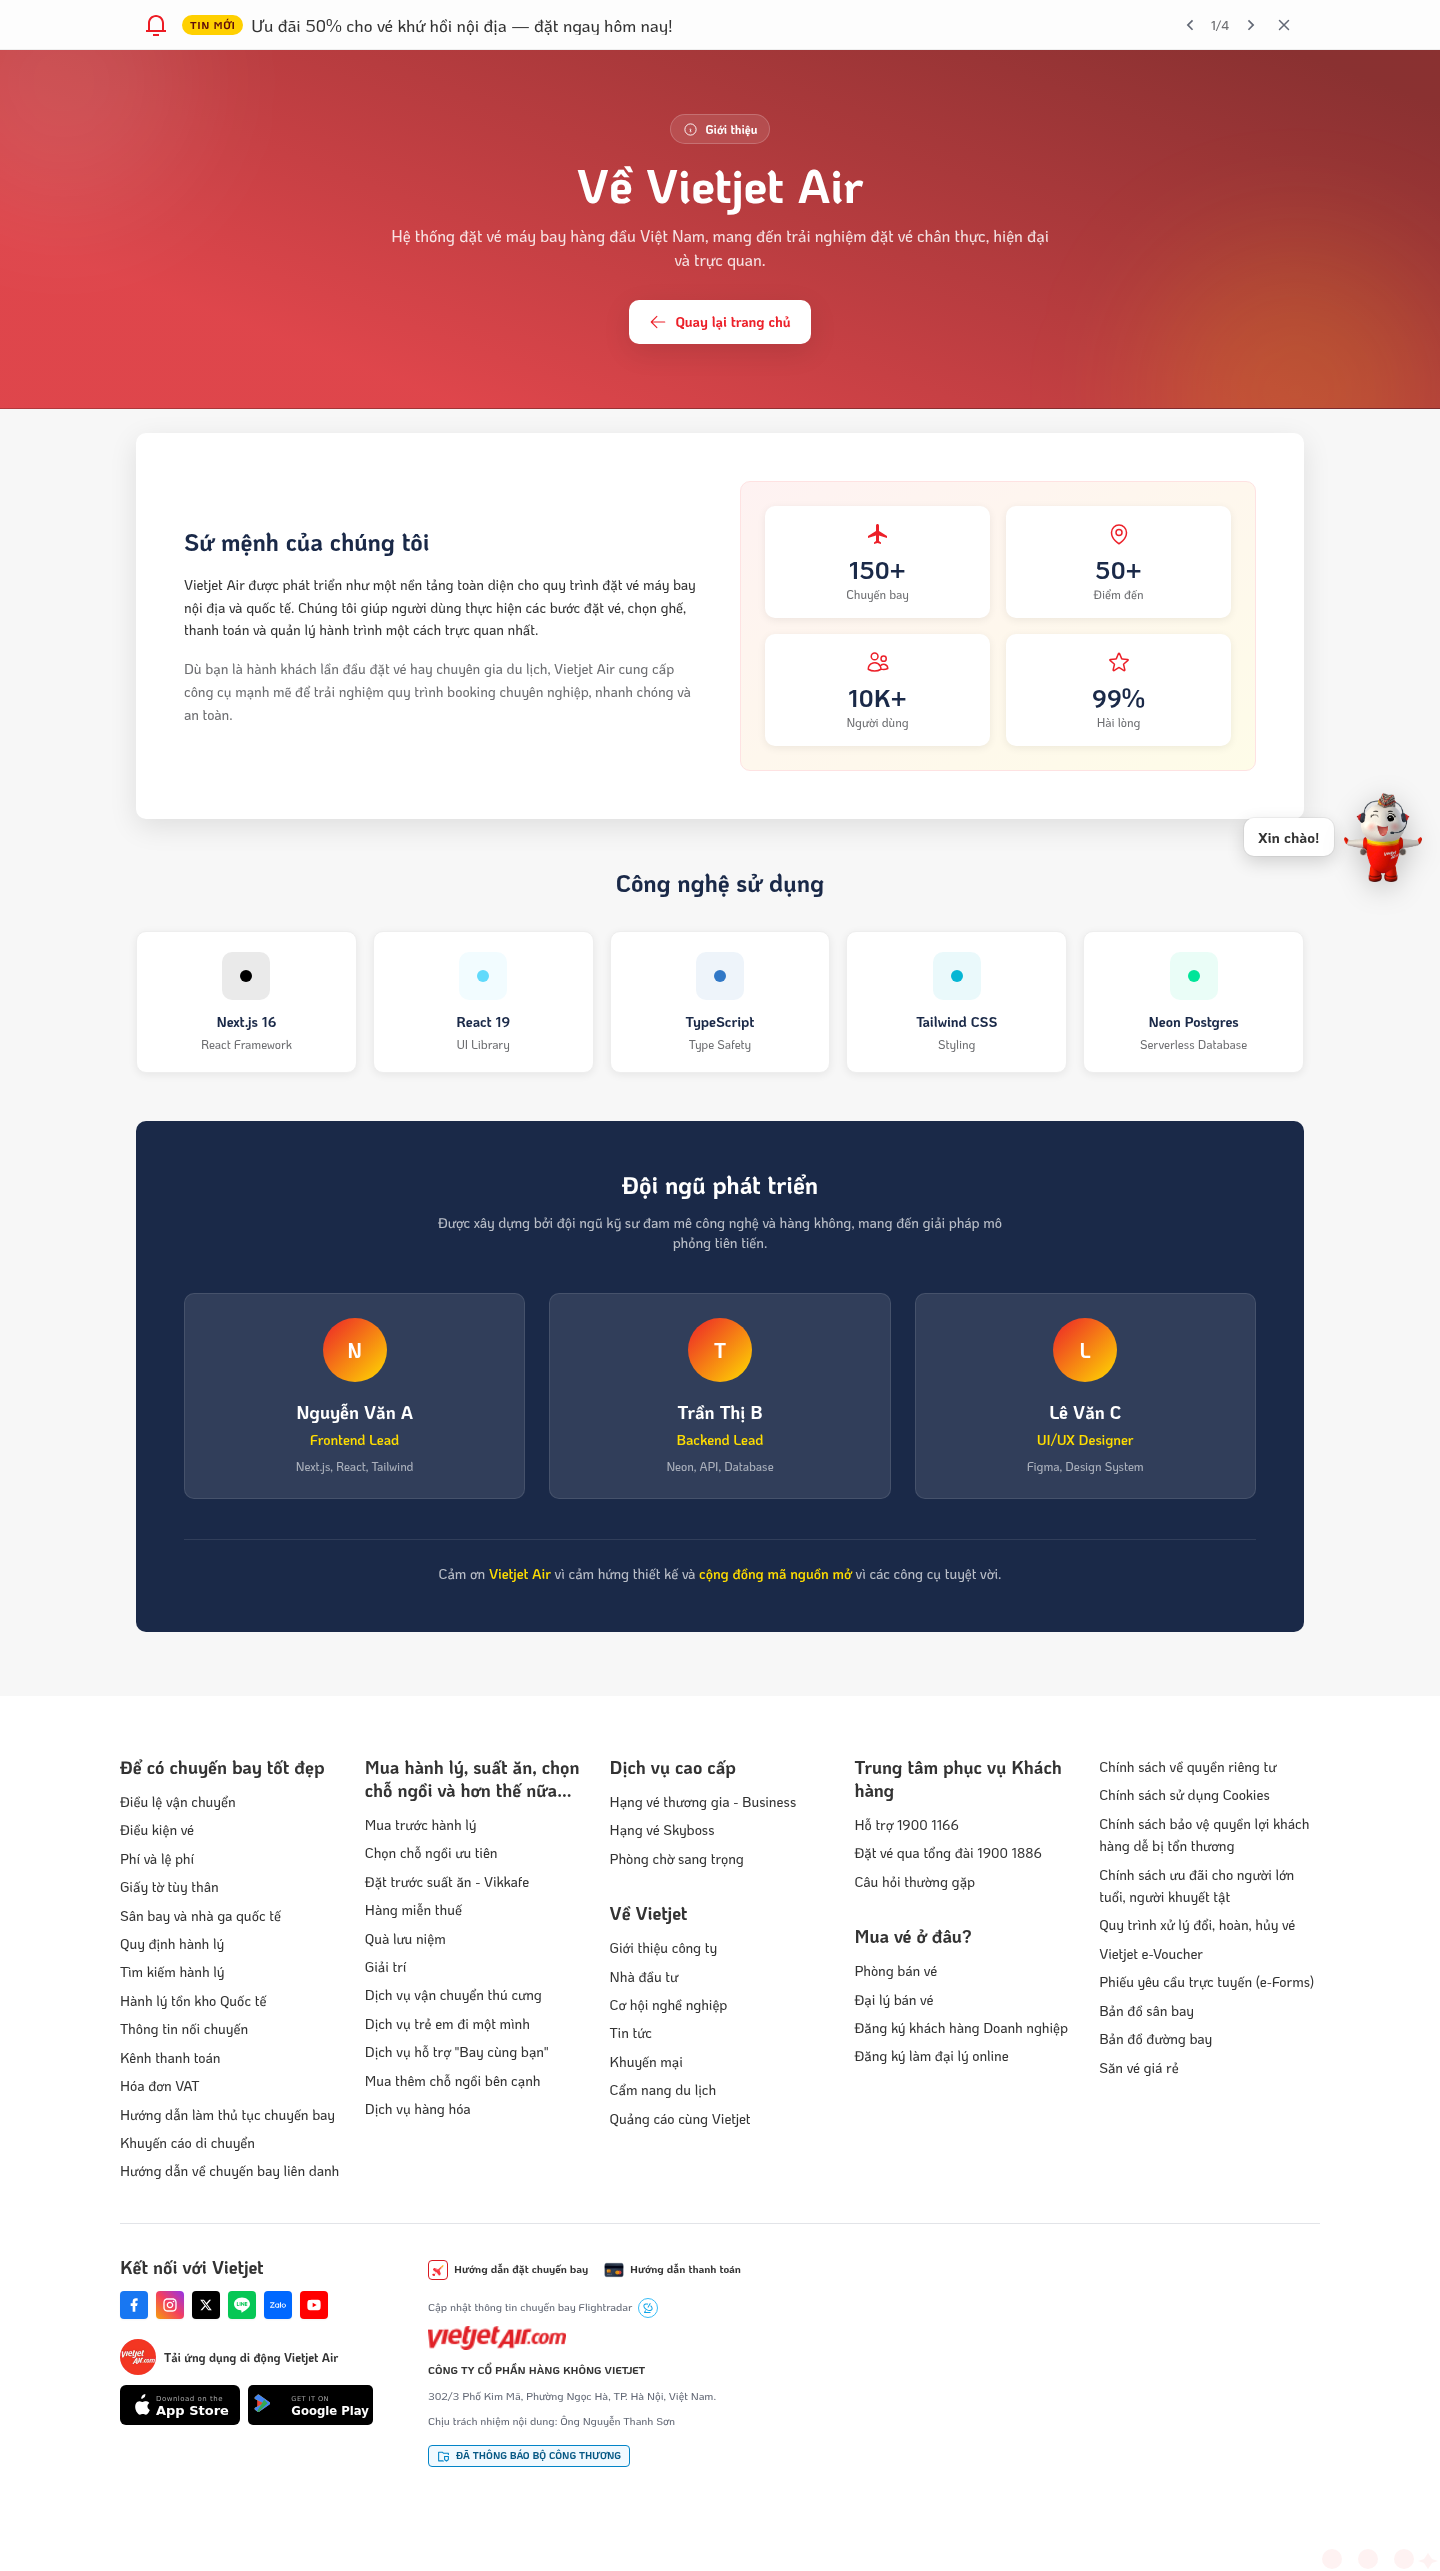 TIN MỚI Ưu đãi 50% cho vé khứ hồi nội địa — đặt ngay hôm nay! 1/4
Giới thiệu
Về Vietjet Air
Hệ thống đặt vé máy bay hàng đầu Việt Nam, mang đến trải nghiệm đặt vé chân thực, hiện đại
và trực quan.
Quay lại trang chủ
Sứ mệnh của chúng tôi
Vietjet Air được phát triển như một nền tảng toàn diện cho quy trình đặt vé máy bay
nội địa và quốc tế. Chúng tôi giúp người dùng thực hiện các bước đặt vé, chọn ghế,
thanh toán và quản lý hành trình một cách trực quan nhất.
Dù bạn là hành khách lần đầu đặt vé hay chuyên gia du lịch, Vietjet Air cung cấp
công cụ mạnh mẽ để trải nghiệm quy trình booking chuyên nghiệp, nhanh chóng và
an toàn.
150+
Chuyến bay
50+
Điểm đến
10K+
Người dùng
99%
Hài lòng
Xin chào!
Công nghệ sử dụng
Next.js 16
React Framework
React 19
UI Library
TypeScript
Type Safety
Tailwind CSS
Styling
Neon Postgres
Serverless Database
Đội ngũ phát triển
Được xây dựng bởi đội ngũ kỹ sư đam mê công nghệ và hàng không, mang đến giải pháp mô
phỏng tiên tiến.
N
Nguyễn Văn A
Frontend Lead
Next.js, React, Tailwind
T
Trần Thị B
Backend Lead
Neon, API, Database
L
Lê Văn C
UI/UX Designer
Figma, Design System
Cảm ơn Vietjet Air vì cảm hứng thiết kế và cộng đồng mã nguồn mở vì các công cụ tuyệt vời.
Để có chuyến bay tốt đẹp
Điều lệ vận chuyển
Điều kiện vé
Phí và lệ phí
Giấy tờ tùy thân
Sân bay và nhà ga quốc tế
Quy định hành lý
Tìm kiếm hành lý
Hành lý tồn kho Quốc tế
Thông tin nối chuyến
Kênh thanh toán
Hóa đơn VAT
Hướng dẫn làm thủ tục chuyến bay
Khuyến cáo di chuyển
Hướng dẫn về chuyến bay liên danh
Mua hành lý, suất ăn, chọn
chỗ ngồi và hơn thế nữa...
Mua trước hành lý
Chọn chỗ ngồi ưu tiên
Đặt trước suất ăn - Vikkafe
Hàng miễn thuế
Quà lưu niệm
Giải trí
Dịch vụ vận chuyển thú cưng
Dịch vụ trẻ em đi một mình
Dịch vụ hỗ trợ "Bay cùng bạn"
Mua thêm chỗ ngồi bên cạnh
Dịch vụ hàng hóa
Dịch vụ cao cấp
Hạng vé thương gia - Business
Hạng vé Skyboss
Phòng chờ sang trọng
Về Vietjet
Giới thiệu công ty
Nhà đầu tư
Cơ hội nghề nghiệp
Tin tức
Khuyến mại
Cẩm nang du lịch
Quảng cáo cùng Vietjet
Trung tâm phục vụ Khách
hàng
Hỗ trợ 1900 1166
Đặt vé qua tổng đài 1900 1886
Câu hỏi thường gặp
Mua vé ở đâu?
Phòng bán vé
Đại lý bán vé
Đăng ký khách hàng Doanh nghiệp
Đăng ký làm đại lý online
Chính sách về quyền riêng tư
Chính sách sử dụng Cookies
Chính sách bảo vệ quyền lợi khách
hàng dễ bị tổn thương
Chính sách ưu đãi cho người lớn
tuổi, người khuyết tật
Quy trình xử lý đổi, hoàn, hủy vé
Vietjet e-Voucher
Phiếu yêu cầu trực tuyến (e-Forms)
Bản đồ sân bay
Bản đồ đường bay
Săn vé giá rẻ
Kết nối với Vietjet
Zalo
vietjet Air.com
Tải ứng dụng di động Vietjet Air
Download on the
App Store
GET IT ON
Google Play
Hướng dẫn đặt chuyến bay
Hướng dẫn thanh toán
Cập nhật thông tin chuyến bay Flightradar
vietjetAir.com
CÔNG TY CỔ PHẦN HÀNG KHÔNG VIETJET
302/3 Phố Kim Mã, Phường Ngọc Hà, TP. Hà Nội, Việt Nam.
Chịu trách nhiệm nội dung: Ông Nguyễn Thanh Sơn
ĐÃ THÔNG BÁO BỘ CÔNG THƯƠNG